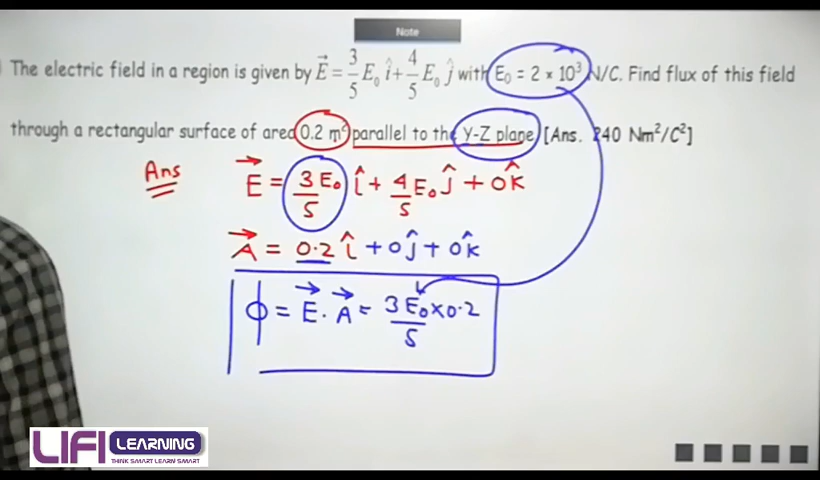 Note
The electric field in a region is given by E⃗ = 3/5 E₀ î + 4/5 E₀ ĵ with E₀ = 2 × 10³ N/C. Find flux of this field
through a rectangular surface of area 0.2 m² parallel to the Y-Z plane [Ans. 240 Nm²/C²]
Ans E⃗ = 3E₀/5 î + 4/5 E₀ ĵ + 0k̂
A⃗ = 0.2 î + 0ĵ + 0k̂
ϕ = E⃗ . A⃗ = 3E₀/5 × 0.2
LIFI LEARNING
THINK SMART LEARN SMART